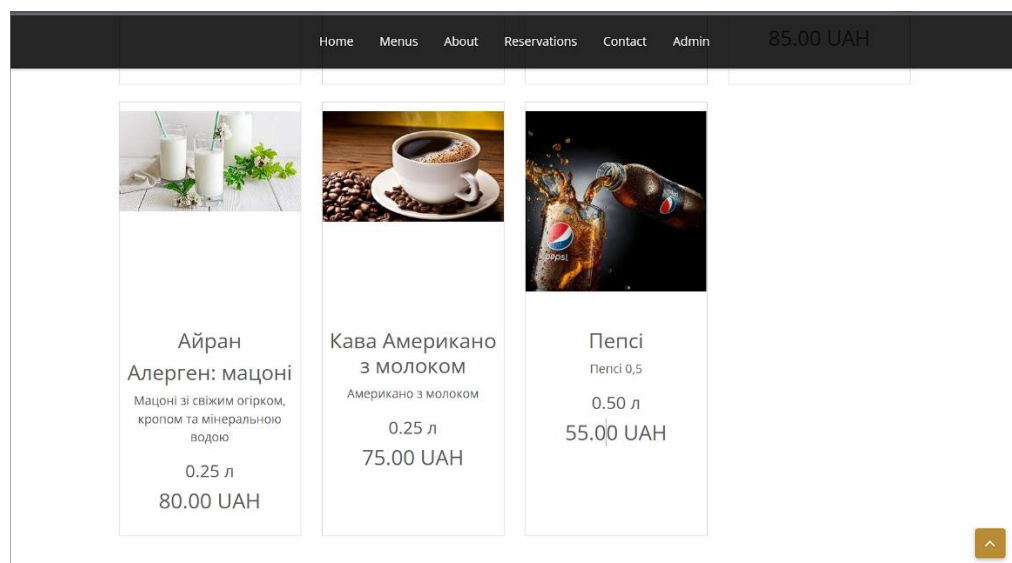 Home Menus About Reservations Contact Admin
85.00 UAH
pepsi
Айран
Алерген: мацоні
Мацоні зі свіжим огірком,
кропом та мінеральною
водою
0.25 л
80.00 UAH
Кава Американо
з молоком
Американо з молоком
0.25 л
75.00 UAH
Пепсі
Пепсі 0,5
0.50 л
55.00 UAH